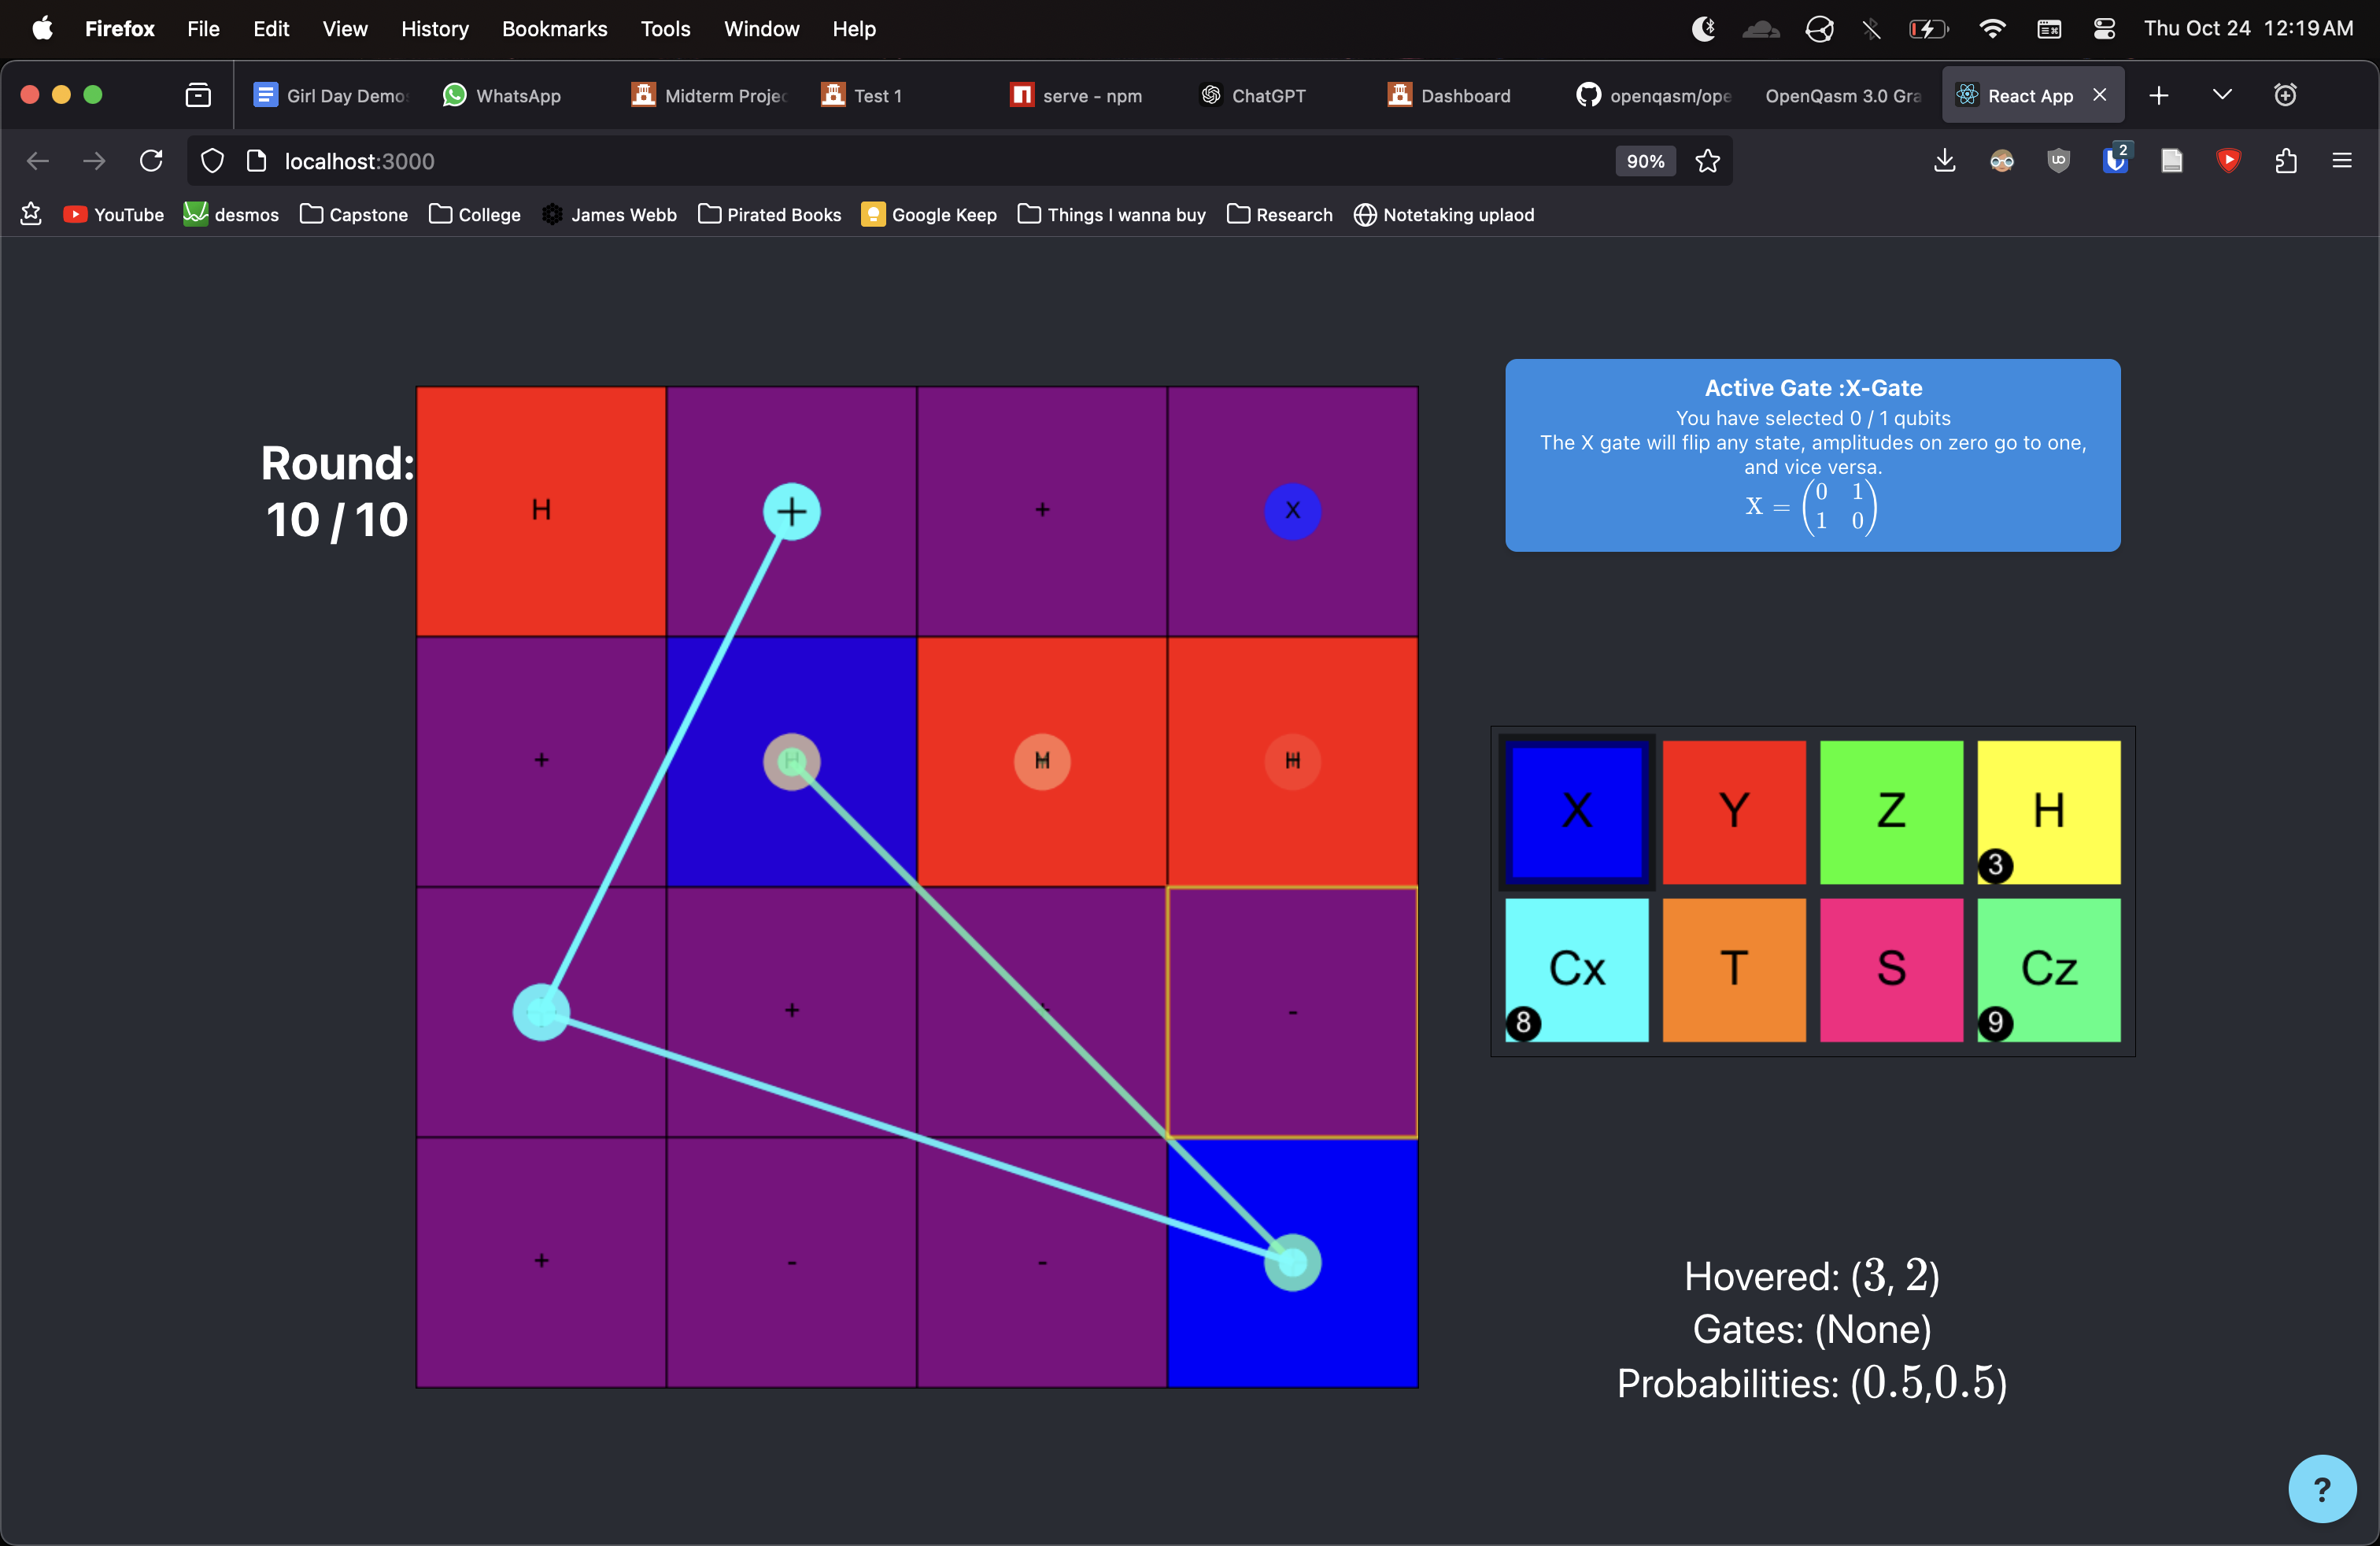 Firefox File Edit View History Bookmarks Tools Window Help Thu Oct 24 12:19 AM
Girl Day Demo WhatsApp Midterm Projec Test 1 serve - npm ChatGPT Dashboard openqasm/ope OpenQasm 3.0 Gra React App
localhost:3000 90% 2
YouTube desmos Capstone College James Webb Pirated Books Google Keep Things I wanna buy Research Notetaking uplaod
Round:
10 / 10
H + + X
+ H H H
+ -
+ - -
Active Gate :X-Gate
You have selected 0 / 1 qubits
The X gate will flip any state, amplitudes on zero go to one,
and vice versa.
X = (0 1
1 0)
X Y Z H
3
Cx T S Cz
8 9
Hovered: (3, 2)
Gates: (None)
Probabilities: (0.5,0.5)
?